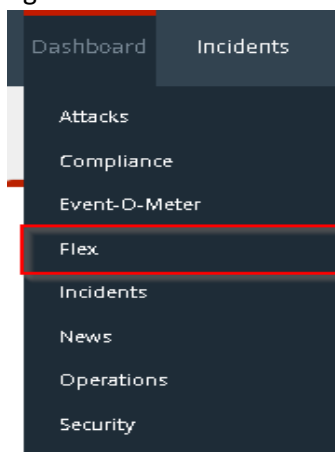 Dashboard Incidents
Attacks
Compliance
Event-O-Meter
Flex
Incidents
News
Operations
Security